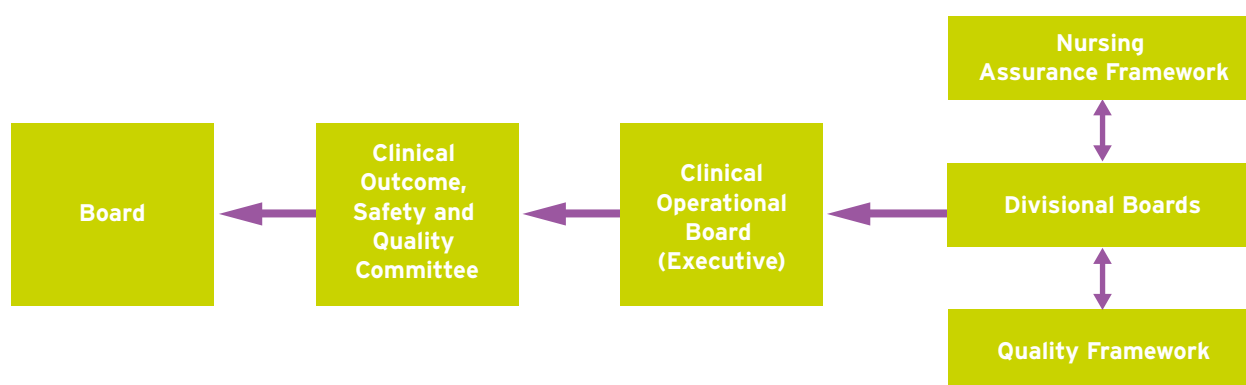 Board
Clinical
Outcome,
Safety and
Quality
Committee
Clinical
Operational
Board
(Executive)
Nursing
Assurance Framework
Divisional Boards
Quality Framework